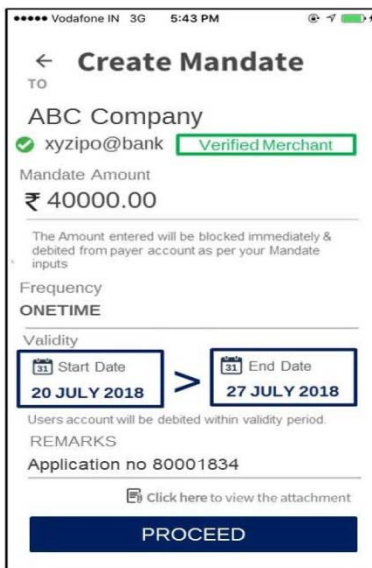 Vodafone IN 3G 5:43 PM
← Create Mandate
TO
ABC Company
xyzipo@bank Verified Merchant
Mandate Amount
₹ 40000.00
The Amount entered will be blocked immediately &
debited from payer account as per your Mandate
inputs
Frequency
ONETIME
Validity
31 Start Date > 31 End Date
20 JULY 2018 27 JULY 2018
Users account will be debited within validity period.
REMARKS
Application no 80001834
Click here to view the attachment
PROCEED